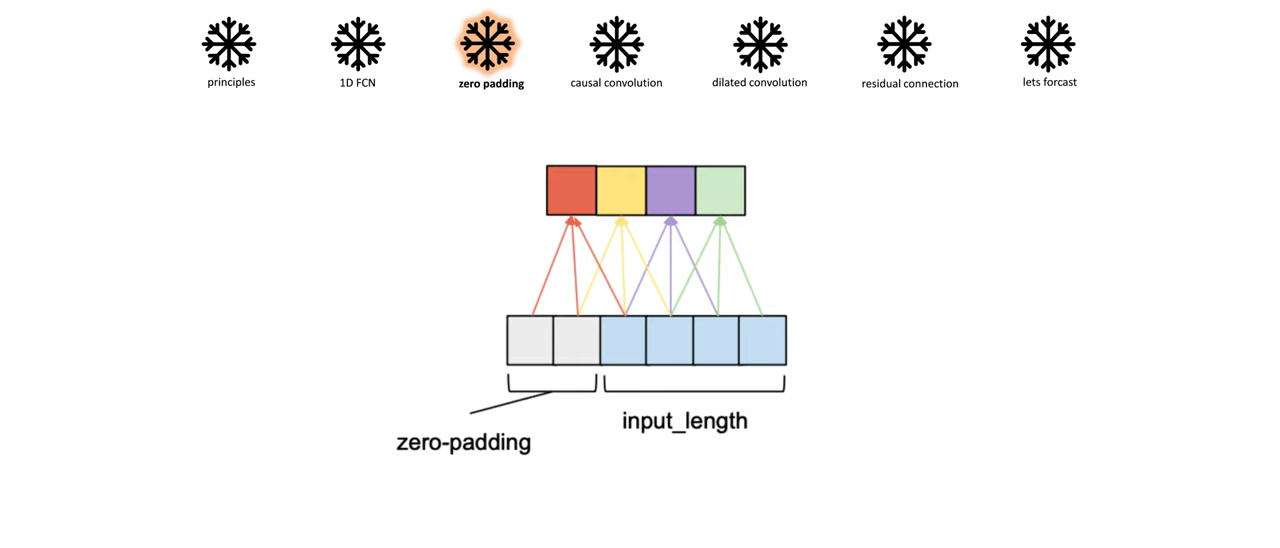 principles
1D FCN
zero padding
causal convolution
dilated convolution
residual connection
lets forcast
input_length
zero-padding